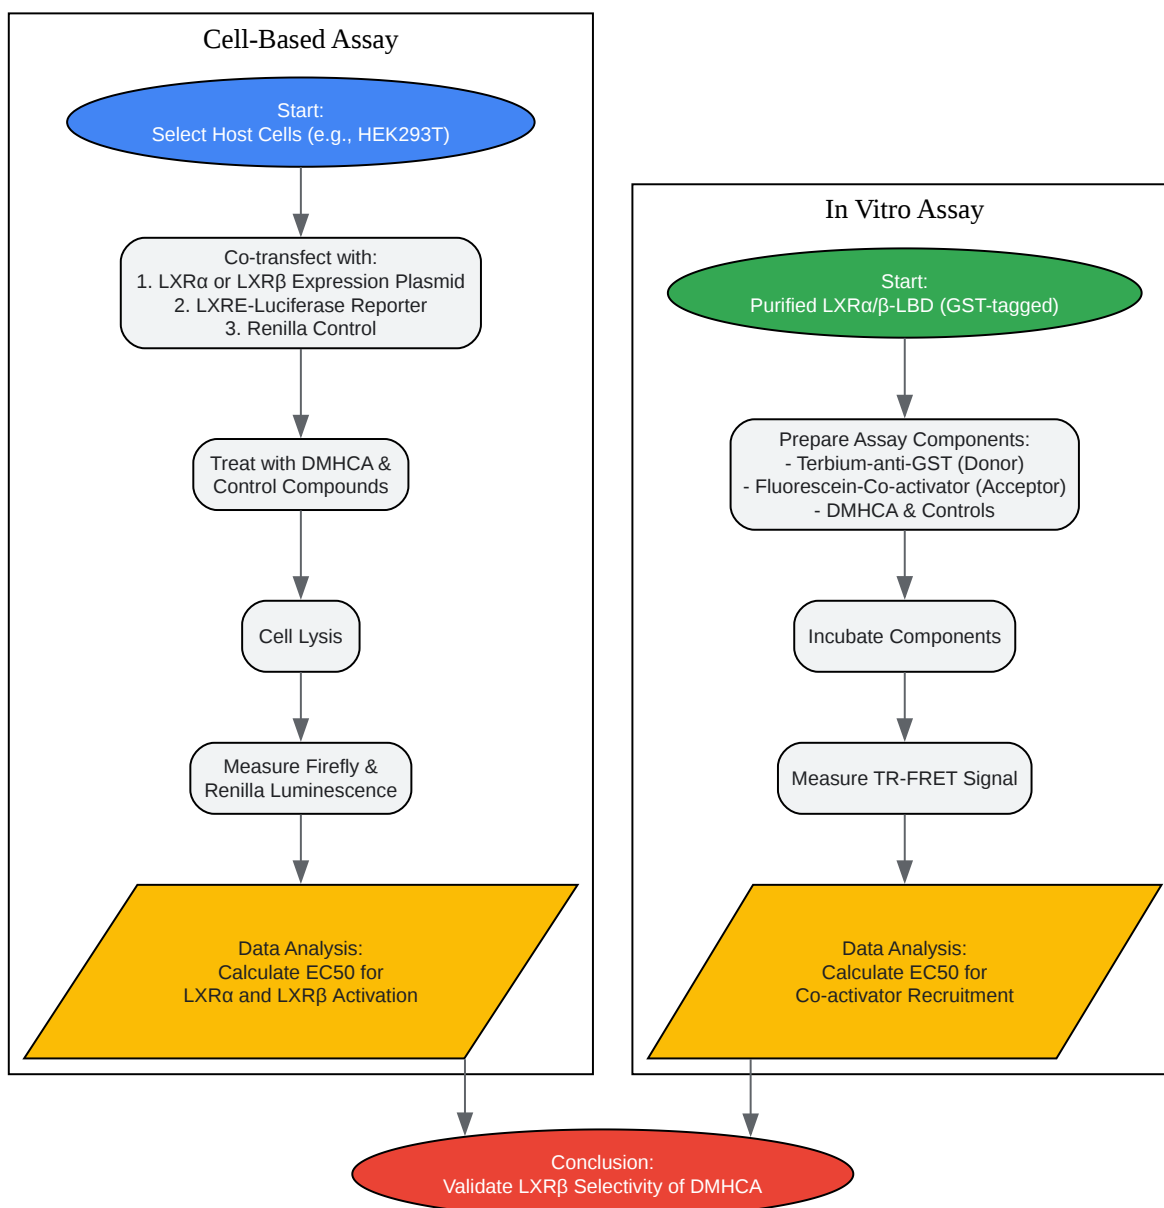 Cell-Based Assay
Start:
Select Host Cells (e.g., HEK293T)
Co-transfect with:
1. LXRα or LXRβ Expression Plasmid
2. LXRE-Luciferase Reporter
3. Renilla Control
Treat with DMHCA &
Control Compounds
Cell Lysis
Measure Firefly &
Renilla Luminescence
Data Analysis:
Calculate EC50 for
LXRα and LXRβ Activation
In Vitro Assay
Start:
Purified LXRα/β-LBD (GST-tagged)
Prepare Assay Components:
- Terbium-anti-GST (Donor)
- Fluorescein-Co-activator (Acceptor)
- DMHCA & Controls
Incubate Components
Measure TR-FRET Signal
Data Analysis:
Calculate EC50 for
Co-activator Recruitment
Conclusion:
Validate LXRβ Selectivity of DMHCA